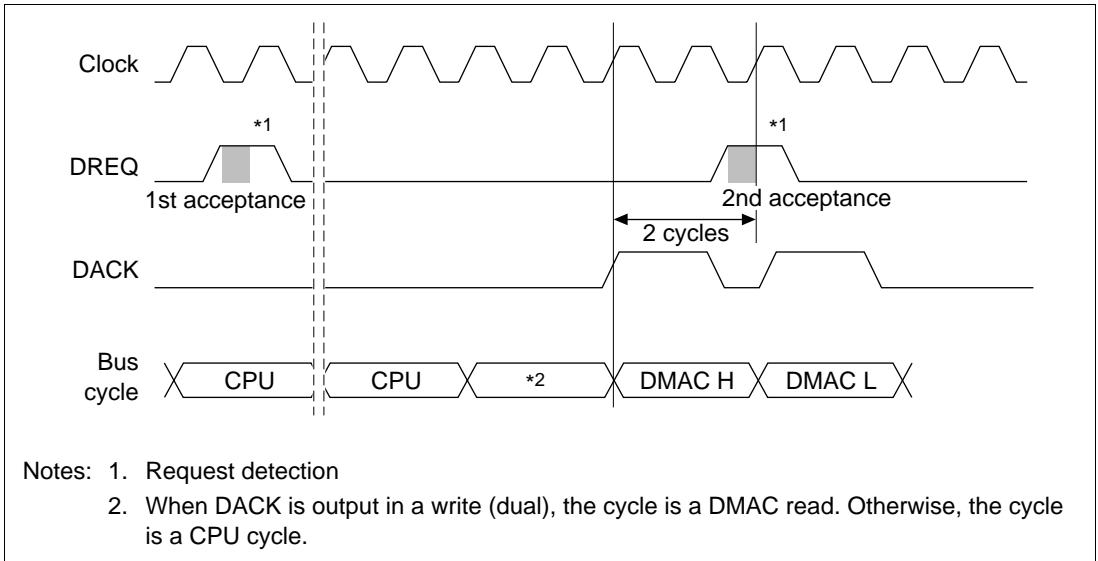 Clock
*1
*1
DREQ
1st acceptance
2nd acceptance
2 cycles
DACK
Bus
cycle
CPU
CPU
*2
DMAC H
DMAC L
Notes: 1. Request detection
2. When DACK is output in a write (dual), the cycle is a DMAC read. Otherwise, the cycle
is a CPU cycle.